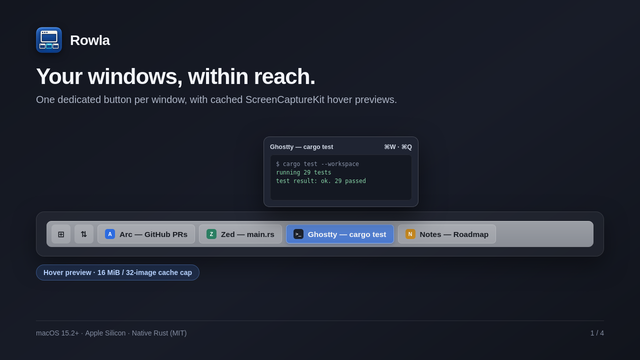 Rowla
Your windows, within reach.
One dedicated button per window, with cached ScreenCaptureKit hover previews.
Ghostty — cargo test ⌘W · ⌘Q
$ cargo test --workspace
running 29 tests
test result: ok. 29 passed
A Arc — GitHub PRs Z Zed — main.rs >_ Ghostty — cargo test N Notes — Roadmap
Hover preview · 16 MiB / 32-image cache cap
macOS 15.2+ · Apple Silicon · Native Rust (MIT) 1 / 4